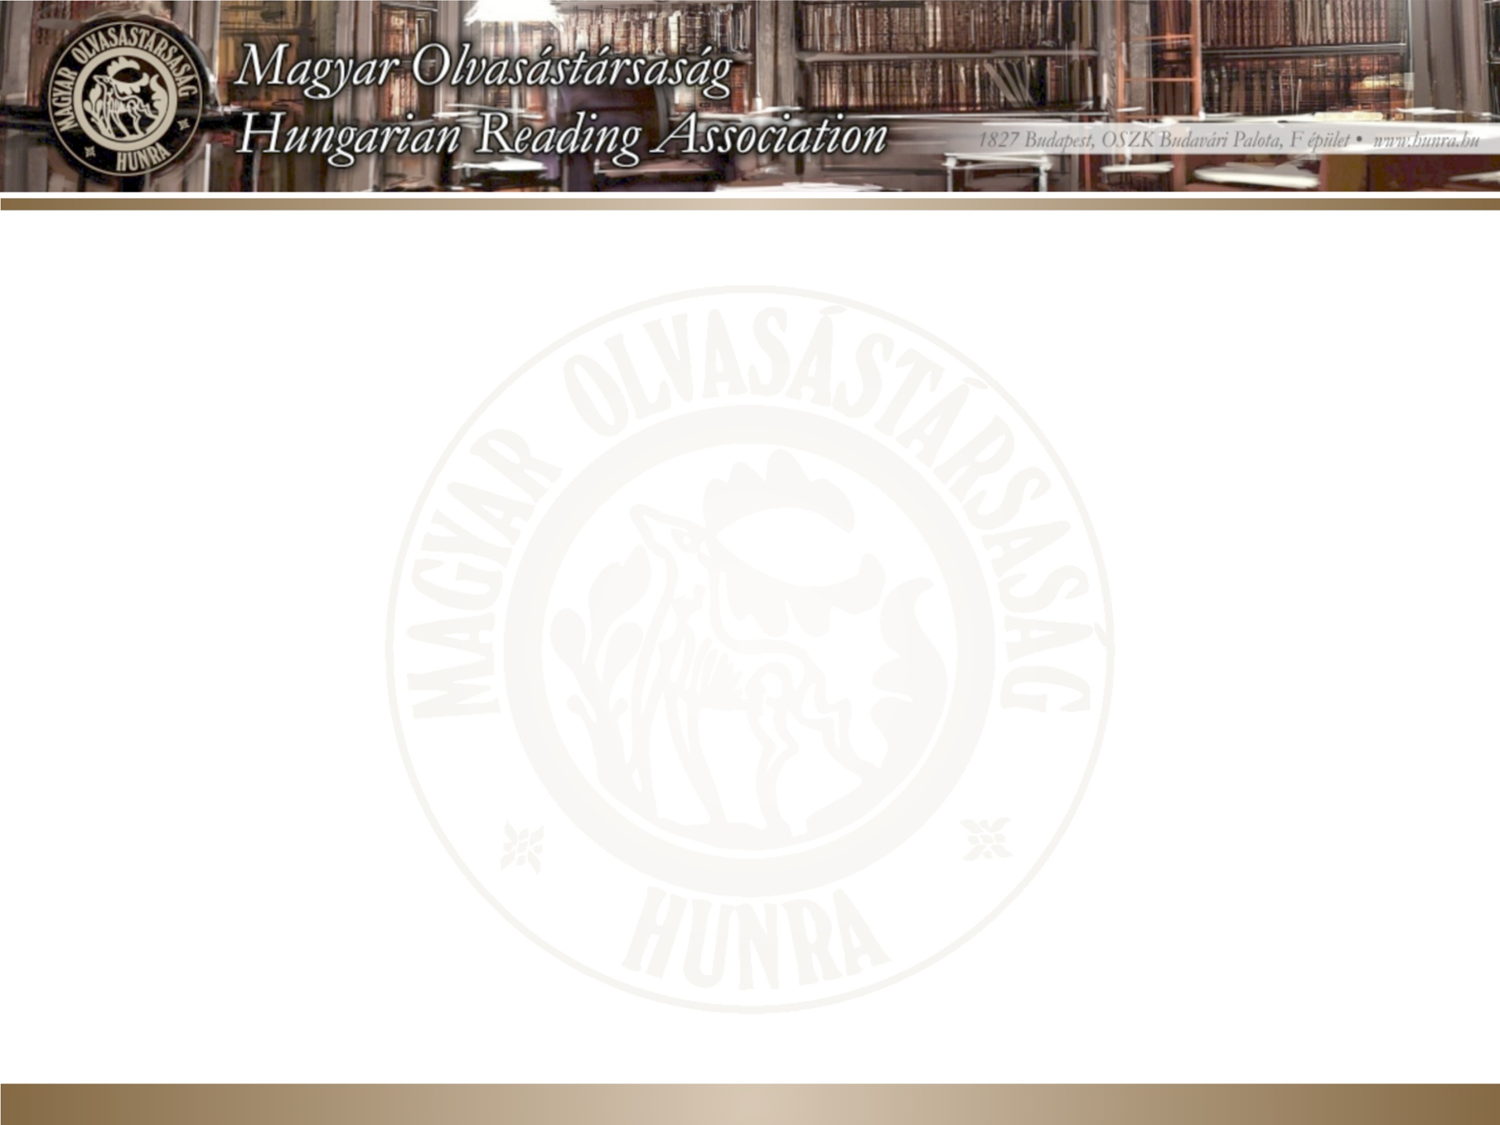 MAGYAR OLVASÁSTÁRSASÁG
HUNRA
Magyar Olvasástársaság
Hungarian Reading Association
1827 Budapest, OSZK Budavári Palota, F épület • www.hunra.hu
MAGYAR OLVASÁSTÁRSASÁG
HUNRA